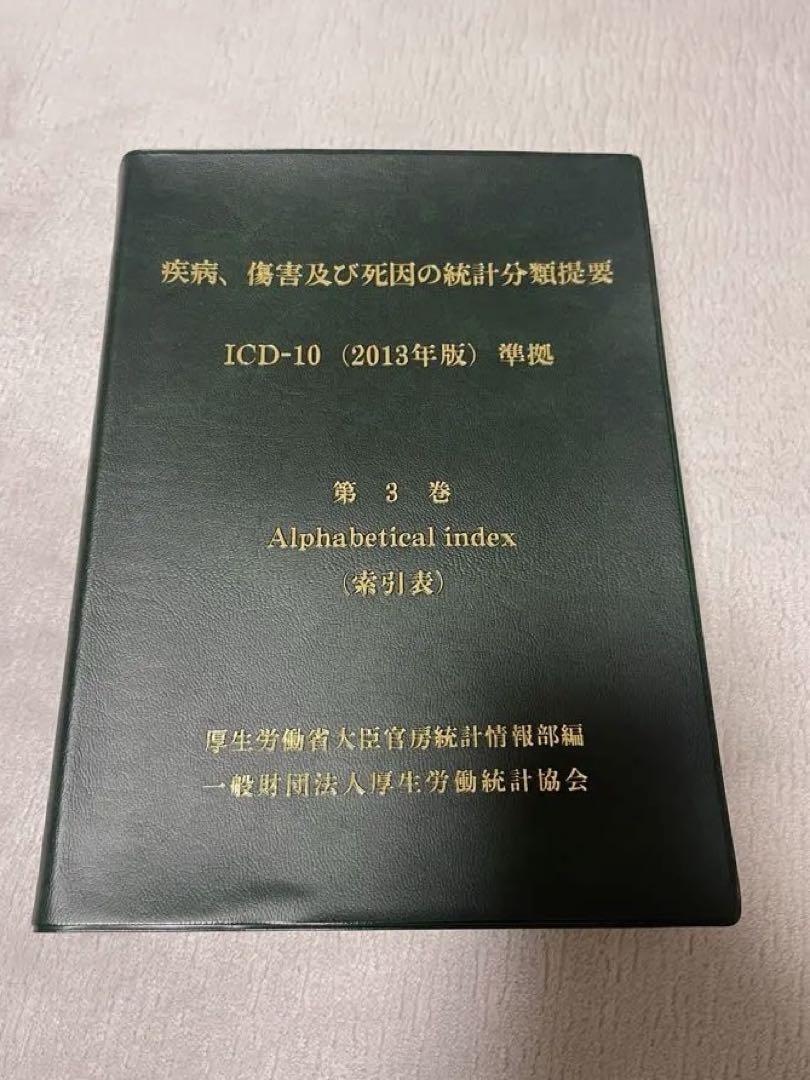 疾病、傷害及び死因の統計分類提要
ICD-10（2013年版）準拠
第 3 巻
Alphabetical index
（索引表）
厚生労働省大臣官房統計情報部編
一般財団法人厚生労働統計協会